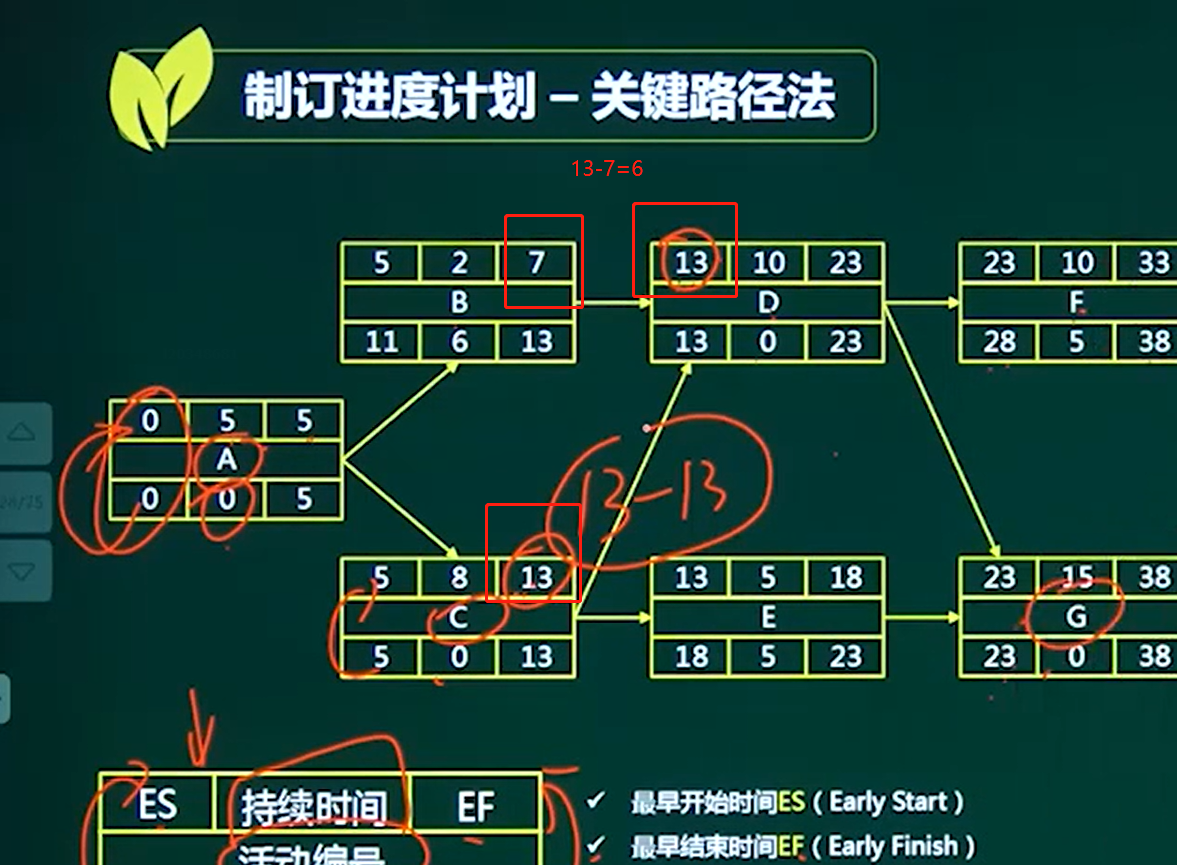 制订进度计划 – 关键路径法
13-7=6
5 2 7
B
11 6 13
13 10 23
D
13 0 23
23 10 33
F
28 5 38
0 5 5
A
0 0 5
13-13
5 8 13
C
5 0 13
13 5 18
E
18 5 23
23 15 38
G
23 0 38
ES 持续时间 EF
活动编号
✓ 最早开始时间ES ( Early Start )
✓ 最早结束时间EF ( Early Finish )